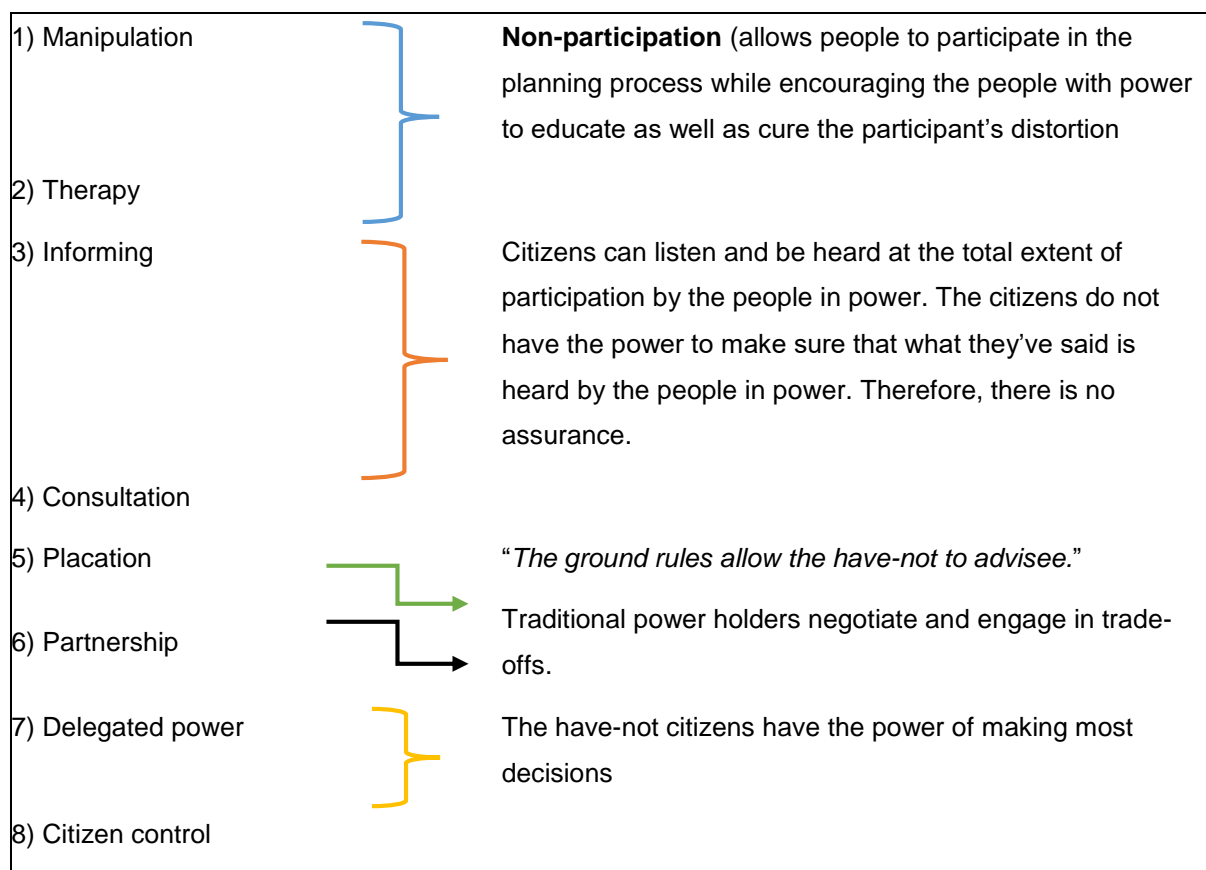 1) Manipulation
Non-participation (allows people to participate in the
planning process while encouraging the people with power
to educate as well as cure the participant's distortion
2) Therapy
3) Informing
Citizens can listen and be heard at the total extent of
participation by the people in power. The citizens do not
have the power to make sure that what they've said is
heard by the people in power. Therefore, there is no
assurance.
4) Consultation
5) Placation
“The ground rules allow the have-not to advisee.”
6) Partnership
Traditional power holders negotiate and engage in trade-
offs.
7) Delegated power
The have-not citizens have the power of making most
decisions
8) Citizen control